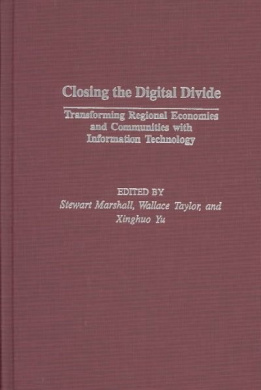 Closing the Digital Divide
Transforming Regional Economies
and Communities with
Information Technology
EDITED BY
Stewart Marshall, Wallace Taylor, and
Xinghuo Yu